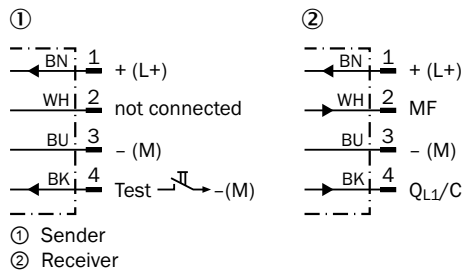 ① ②
BN 1 + (L+) BN 1 + (L+)
WH 2 not connected WH 2 MF
BU 3 – (M) BU 3 – (M)
BK 4 Test –(M) BK 4 QL1/C
① Sender
② Receiver